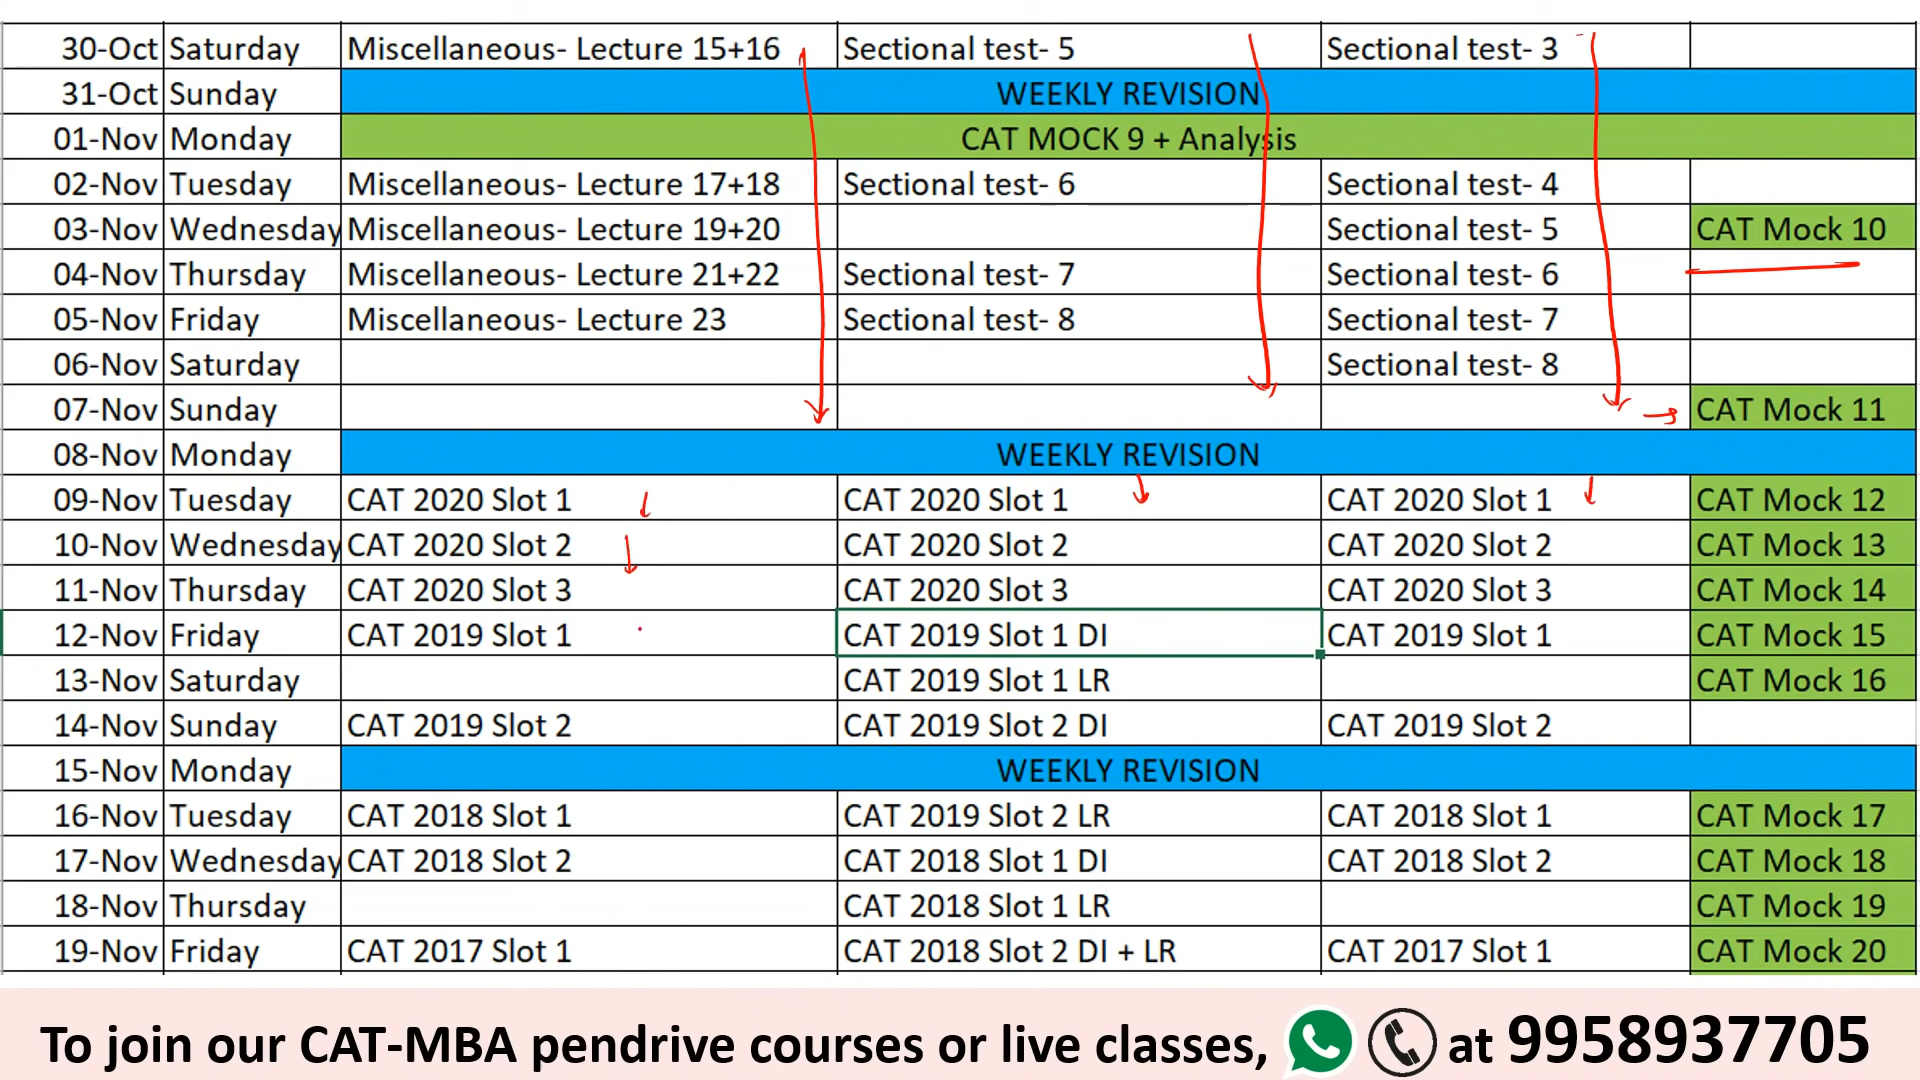 30-Oct Saturday Miscellaneous- Lecture 15+16 Sectional test- 5 Sectional test- 3
31-Oct Sunday WEEKLY REVISION
01-Nov Monday CAT MOCK 9 + Analysis
02-Nov Tuesday Miscellaneous- Lecture 17+18 Sectional test- 6 Sectional test- 4
03-Nov Wednesday Miscellaneous- Lecture 19+20 Sectional test- 5 CAT Mock 10
04-Nov Thursday Miscellaneous- Lecture 21+22 Sectional test- 7 Sectional test- 6
05-Nov Friday Miscellaneous- Lecture 23 Sectional test- 8 Sectional test- 7
06-Nov Saturday Sectional test- 8
07-Nov Sunday CAT Mock 11
08-Nov Monday WEEKLY REVISION
09-Nov Tuesday CAT 2020 Slot 1 CAT 2020 Slot 1 CAT 2020 Slot 1 CAT Mock 12
10-Nov Wednesday CAT 2020 Slot 2 CAT 2020 Slot 2 CAT 2020 Slot 2 CAT Mock 13
11-Nov Thursday CAT 2020 Slot 3 CAT 2020 Slot 3 CAT 2020 Slot 3 CAT Mock 14
12-Nov Friday CAT 2019 Slot 1 CAT 2019 Slot 1 DI CAT 2019 Slot 1 CAT Mock 15
13-Nov Saturday CAT 2019 Slot 1 LR CAT Mock 16
14-Nov Sunday CAT 2019 Slot 2 CAT 2019 Slot 2 DI CAT 2019 Slot 2
15-Nov Monday WEEKLY REVISION
16-Nov Tuesday CAT 2018 Slot 1 CAT 2019 Slot 2 LR CAT 2018 Slot 1 CAT Mock 17
17-Nov Wednesday CAT 2018 Slot 2 CAT 2018 Slot 1 DI CAT 2018 Slot 2 CAT Mock 18
18-Nov Thursday CAT 2018 Slot 1 LR CAT Mock 19
19-Nov Friday CAT 2017 Slot 1 CAT 2018 Slot 2 DI + LR CAT 2017 Slot 1 CAT Mock 20
To join our CAT-MBA pendrive courses or live classes, at 9958937705